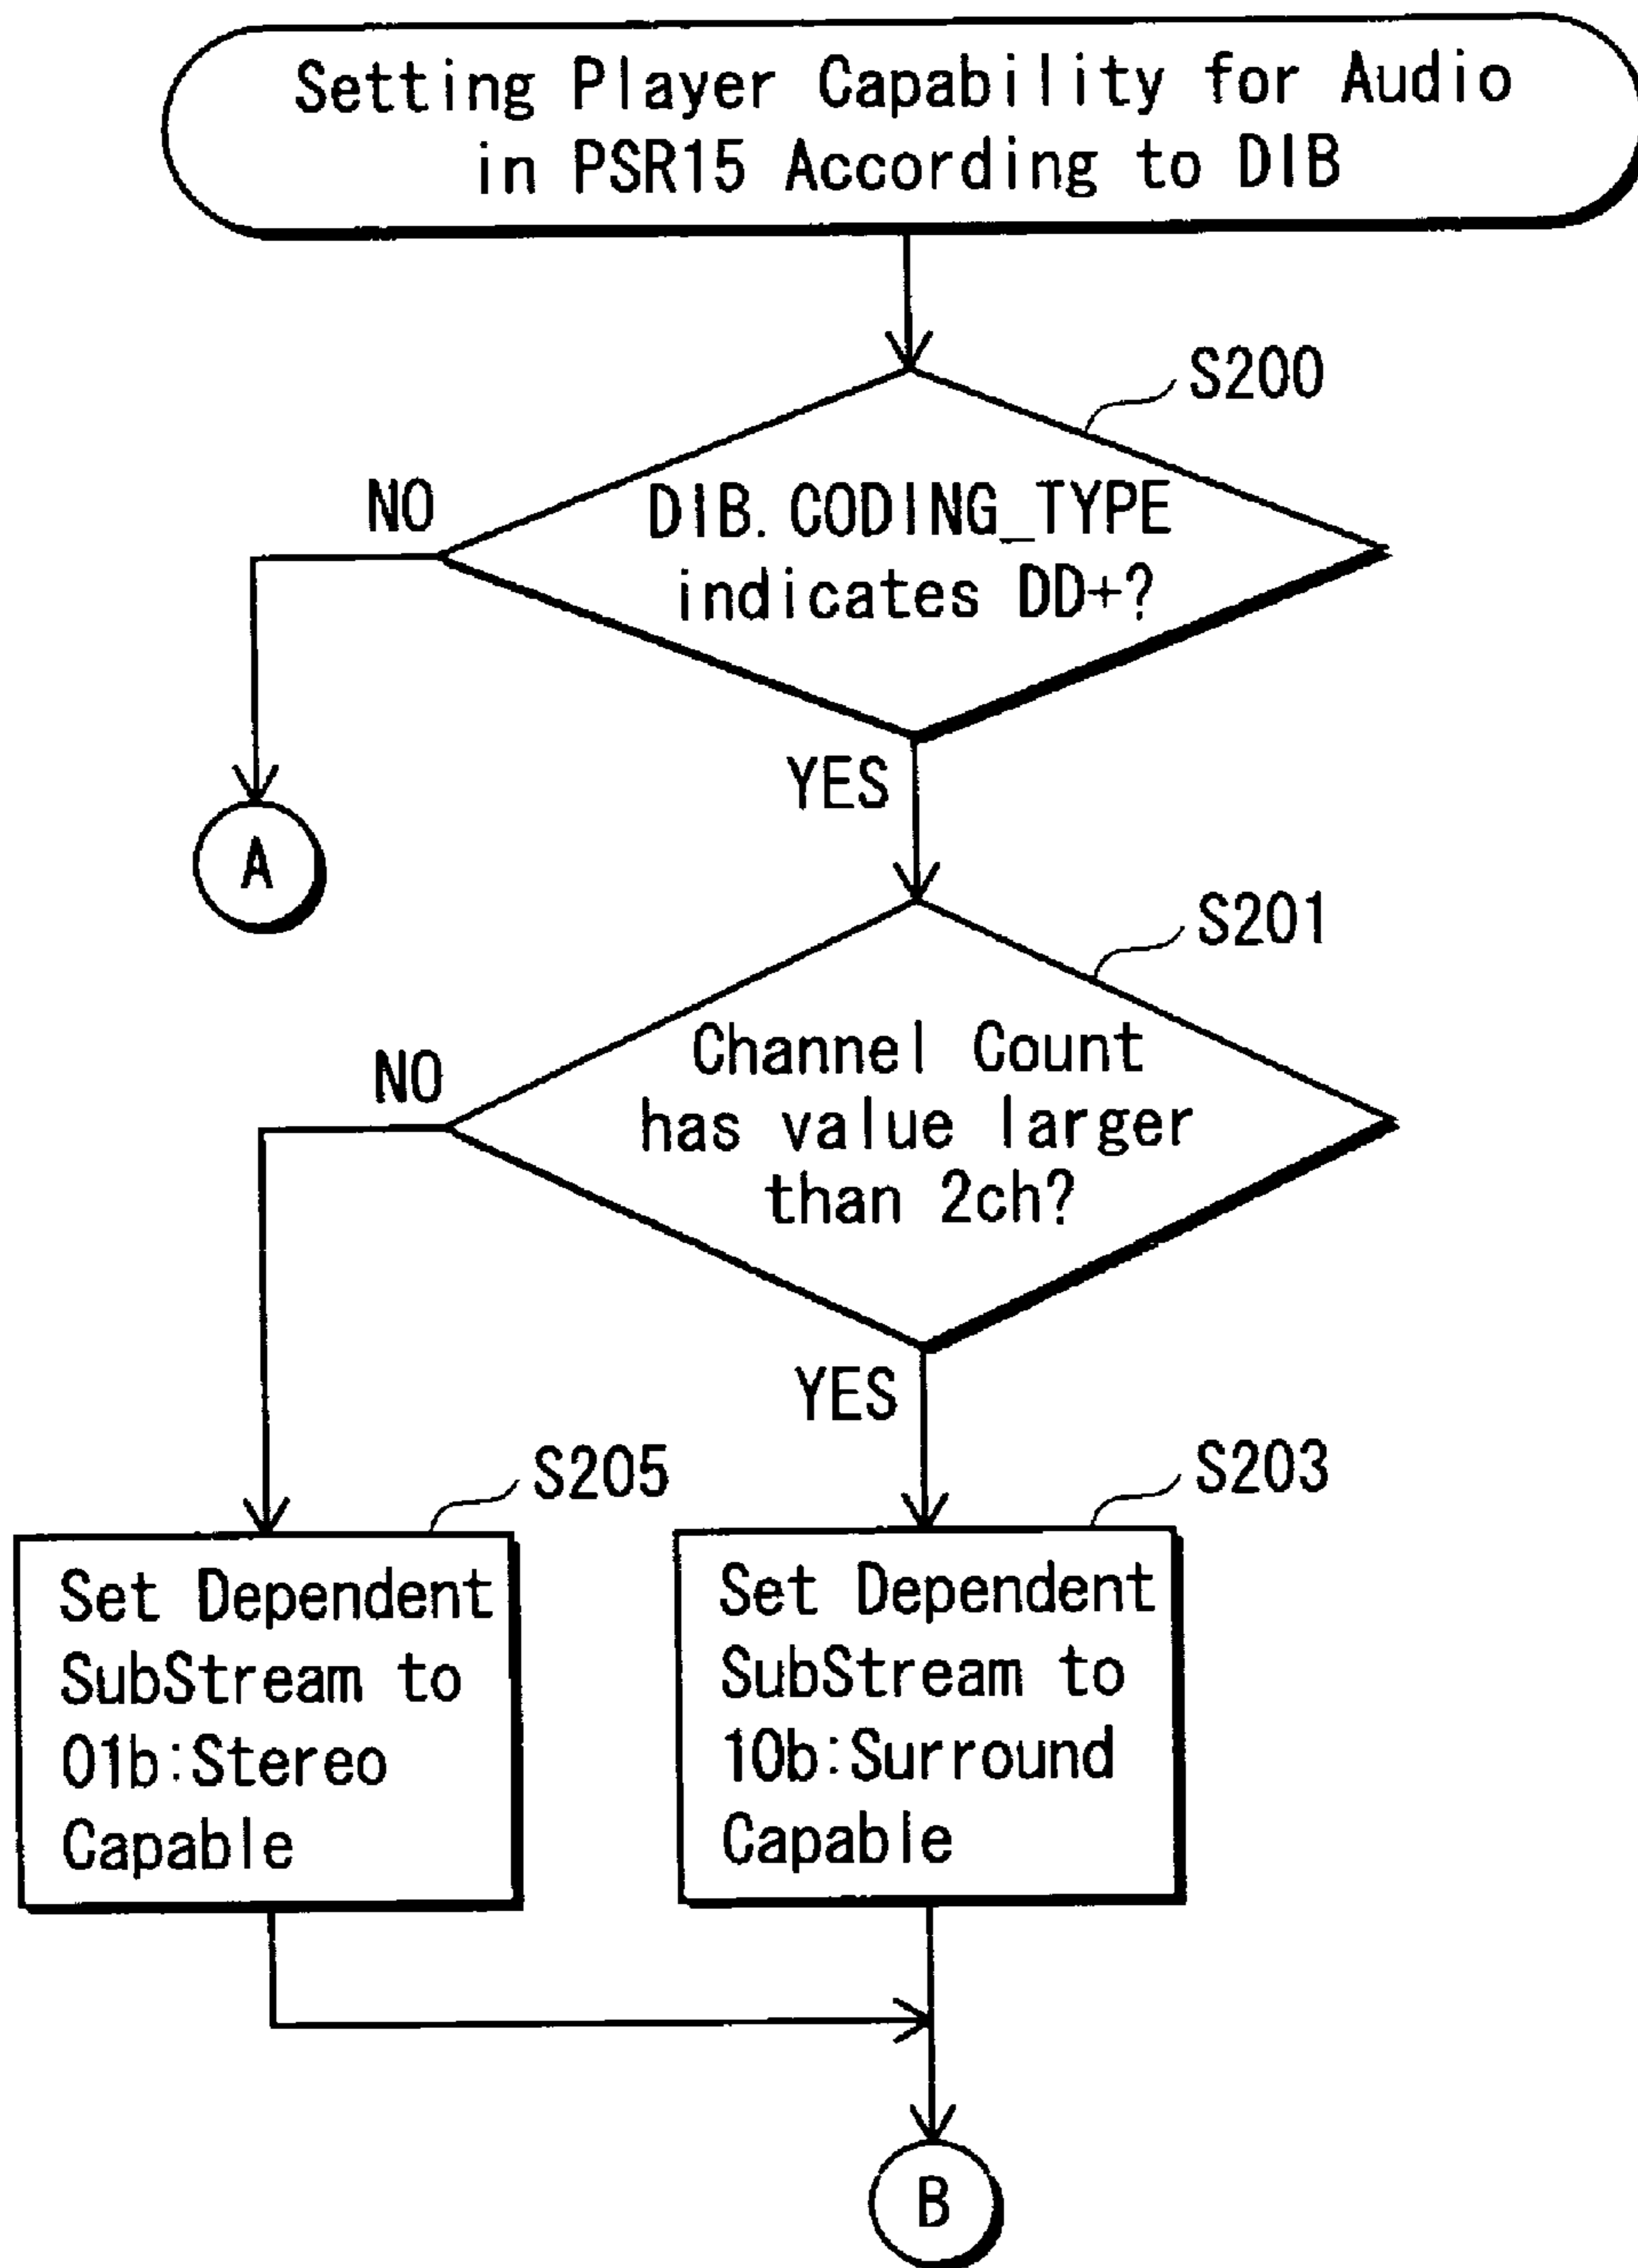 Setting Player Capability for Audio
in PSR15 According to DIB
S200
NO
DIB.CODING_TYPE
indicates DD+?
YES
A
S201
NO
Channel Count
has value larger
than 2ch?
YES
S205
S203
Set Dependent
SubStream to
01b:Stereo
Capable
Set Dependent
SubStream to
10b:Surround
Capable
B